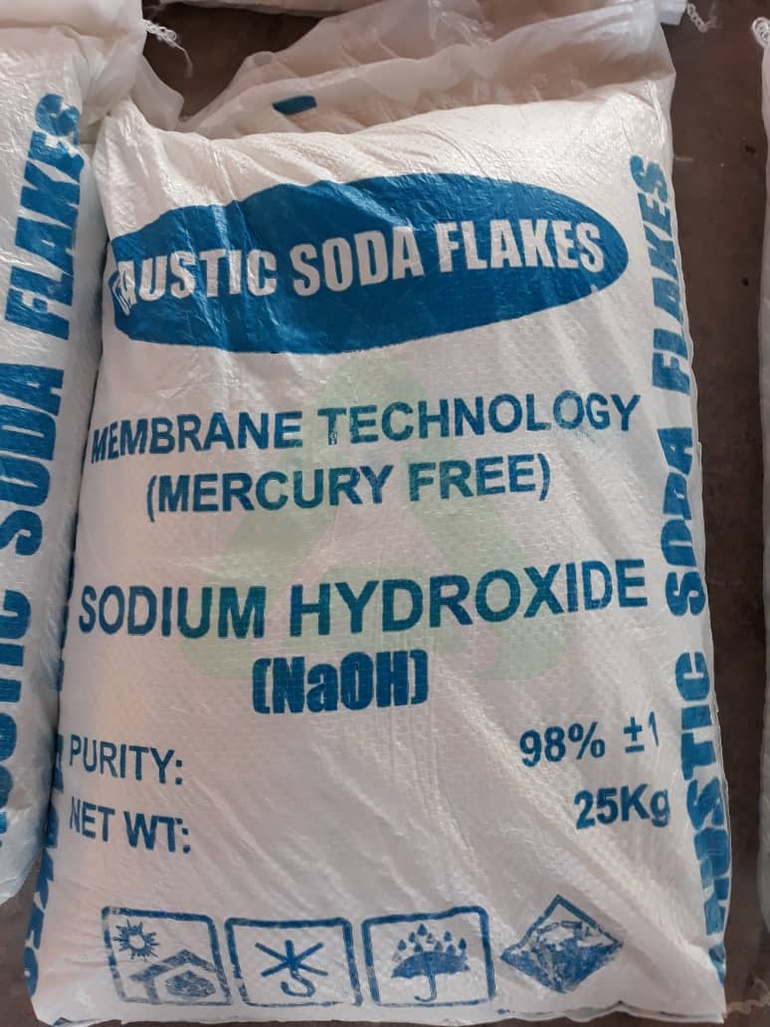 CAUSTIC SODA FLAKES
MEMBRANE TECHNOLOGY
(MERCURY FREE)
SODIUM HYDROXIDE
(NaOH)
PURITY: 98% ±1
NET WT: 25Kg
CAUSTIC SODA FLAKES
SODA FLAKES